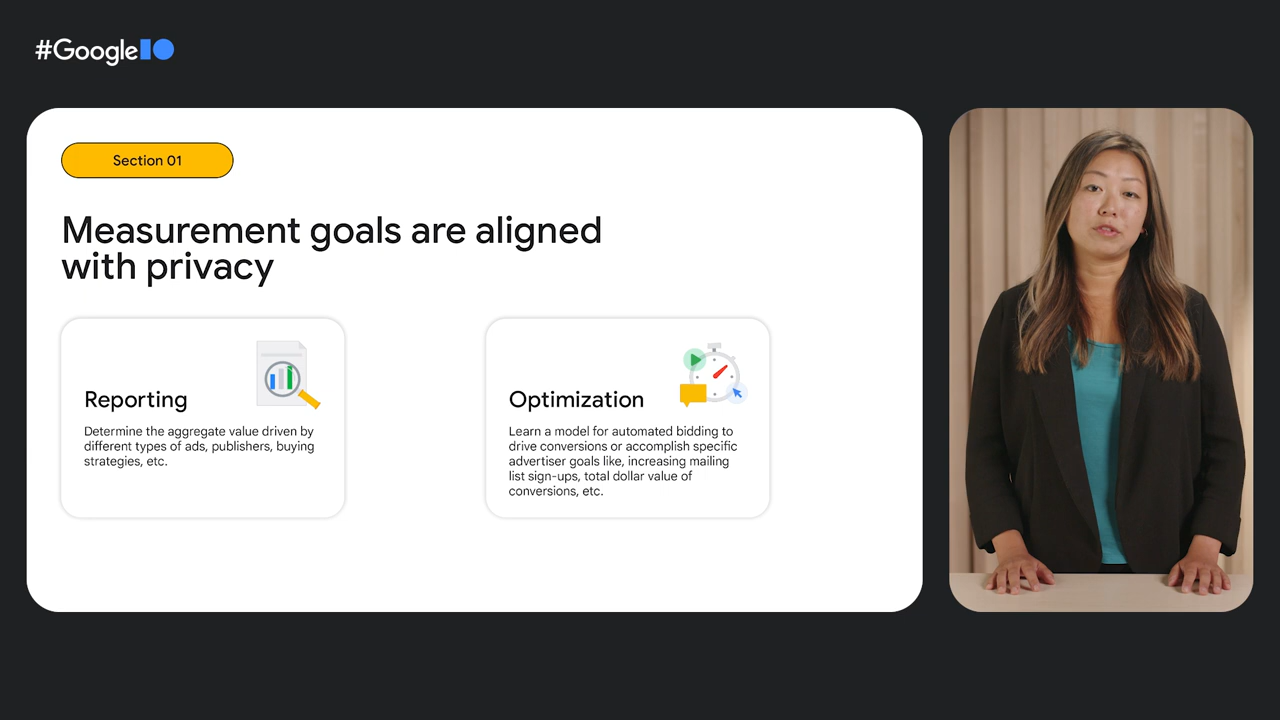 #GoogleIO
Section 01
Measurement goals are aligned
with privacy
Reporting
Determine the aggregate value driven by
different types of ads, publishers, buying
strategies, etc.
Optimization
Learn a model for automated bidding to
drive conversions or accomplish specific
advertiser goals like, increasing mailing
list sign-ups, total dollar value of
conversions, etc.